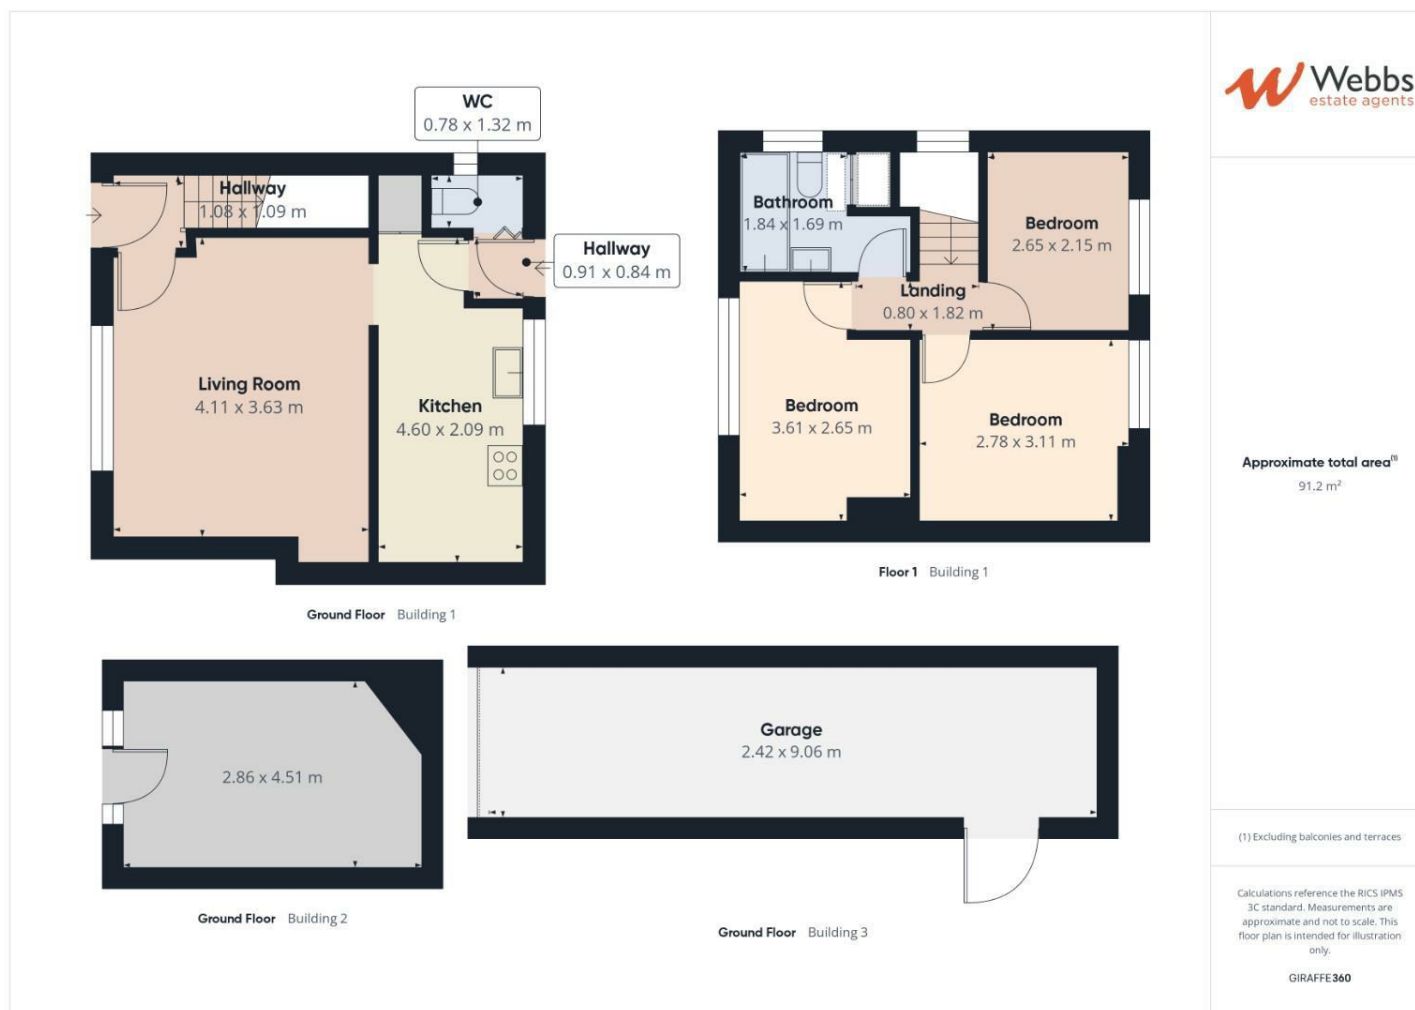 WC
0.78 x 1.32 m
Hallway
1.08 x 1.09 m
Hallway
0.91 x 0.84 m
Living Room
4.11 x 3.63 m
Kitchen
4.60 x 2.09 m
Ground Floor Building 1
Bathroom
1.84 x 1.69 m
Bedroom
2.65 x 2.15 m
Landing
0.80 x 1.82 m
Bedroom
3.61 x 2.65 m
Bedroom
2.78 x 3.11 m
Floor 1 Building 1
2.86 x 4.51 m
Ground Floor Building 2
Garage
2.42 x 9.06 m
Ground Floor Building 3
Webbs
estate agents
Approximate total area(1)
91.2 m²
(1) Excluding balconies and terraces
Calculations reference the RICS IPMS
3C standard. Measurements are
approximate and not to scale. This
floor plan is intended for illustration
only.
GIRAFFE360